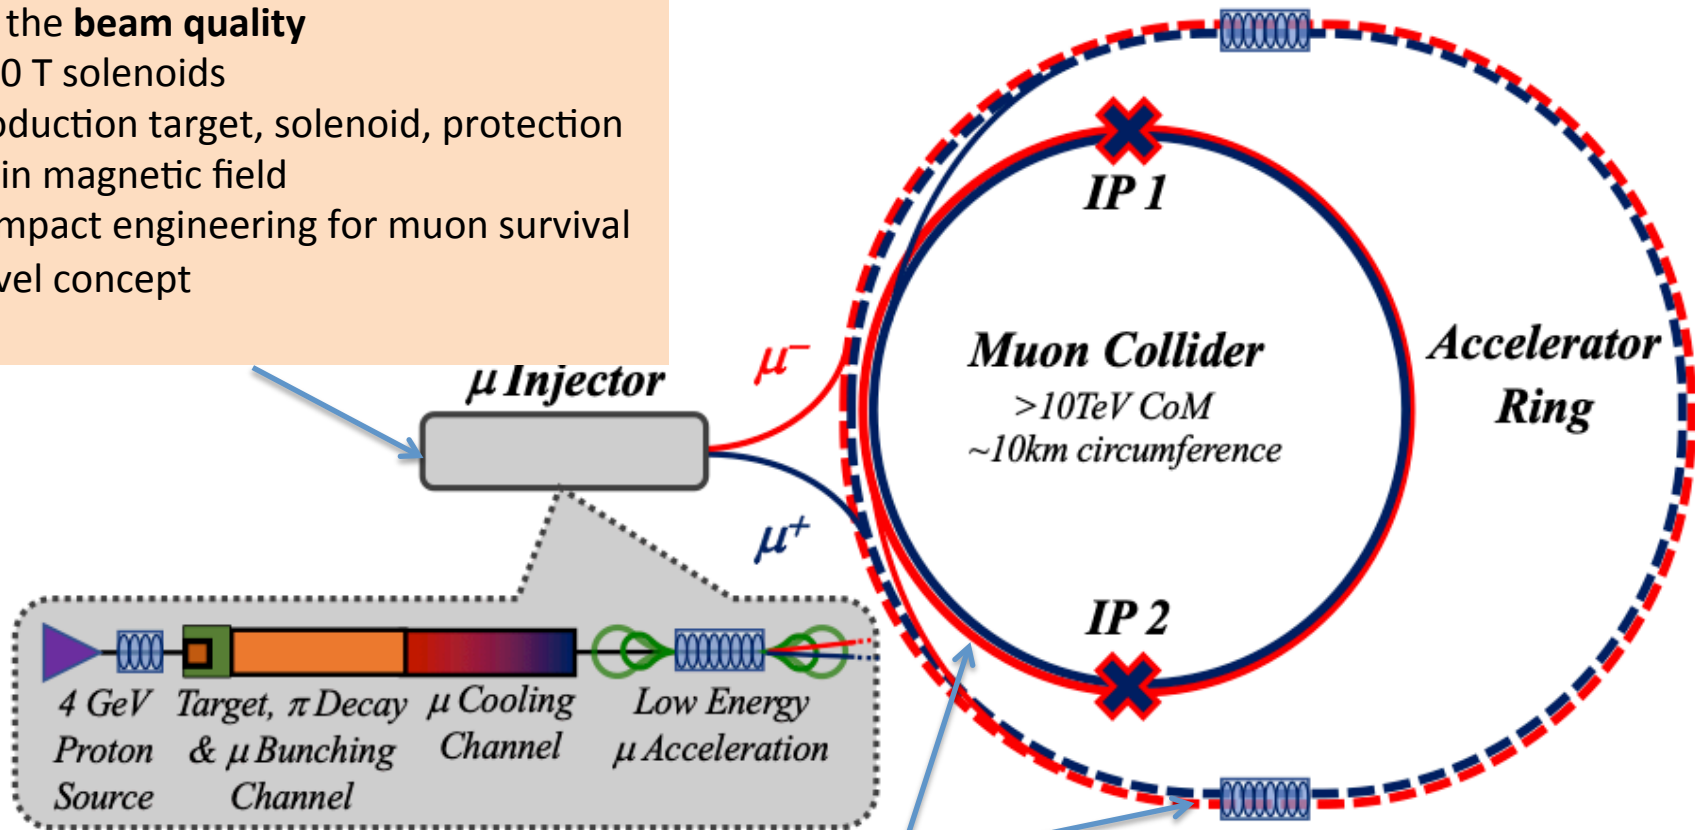 the beam quality
0 T solenoids
oduction target, solenoid, protection
in magnetic field
mpact engineering for muon survival
vel concept
μ Injector
μ−
μ+
IP 1
Muon Collider
>10TeV CoM
~10km circumference
Accelerator
Ring
IP 2
4 GeV
Proton
Source
Target, π Decay
& μ Bunching
Channel
μ Cooling
Channel
Low Energy
μ Acceleration